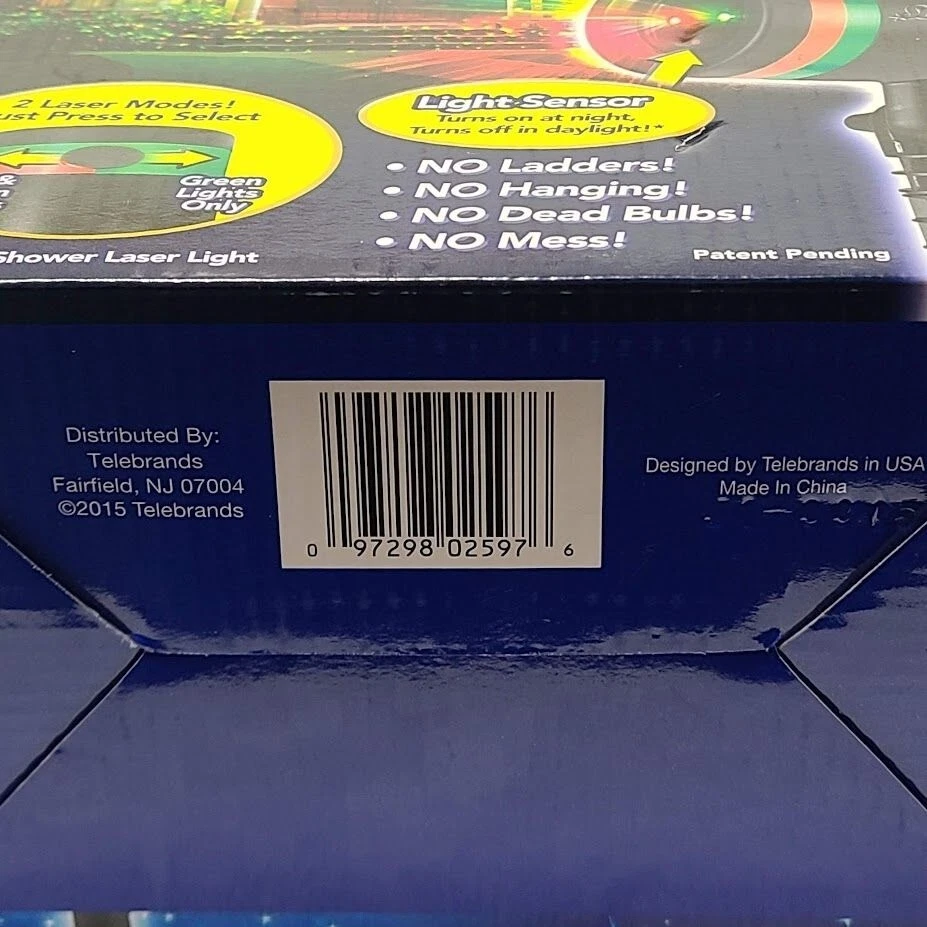 2 Laser Modes!
ust Press to Select
&
Green
Lights
Only
Shower Laser Light
Light Sensor
Turns on at night,
Turns off in daylight!*
• NO Ladders!
• NO Hanging!
• NO Dead Bulbs!
• NO Mess!
Patent Pending
Distributed By:
Telebrands
Fairfield, NJ 07004
©2015 Telebrands
0 97298 02597 6
Designed by Telebrands in USA
Made In China